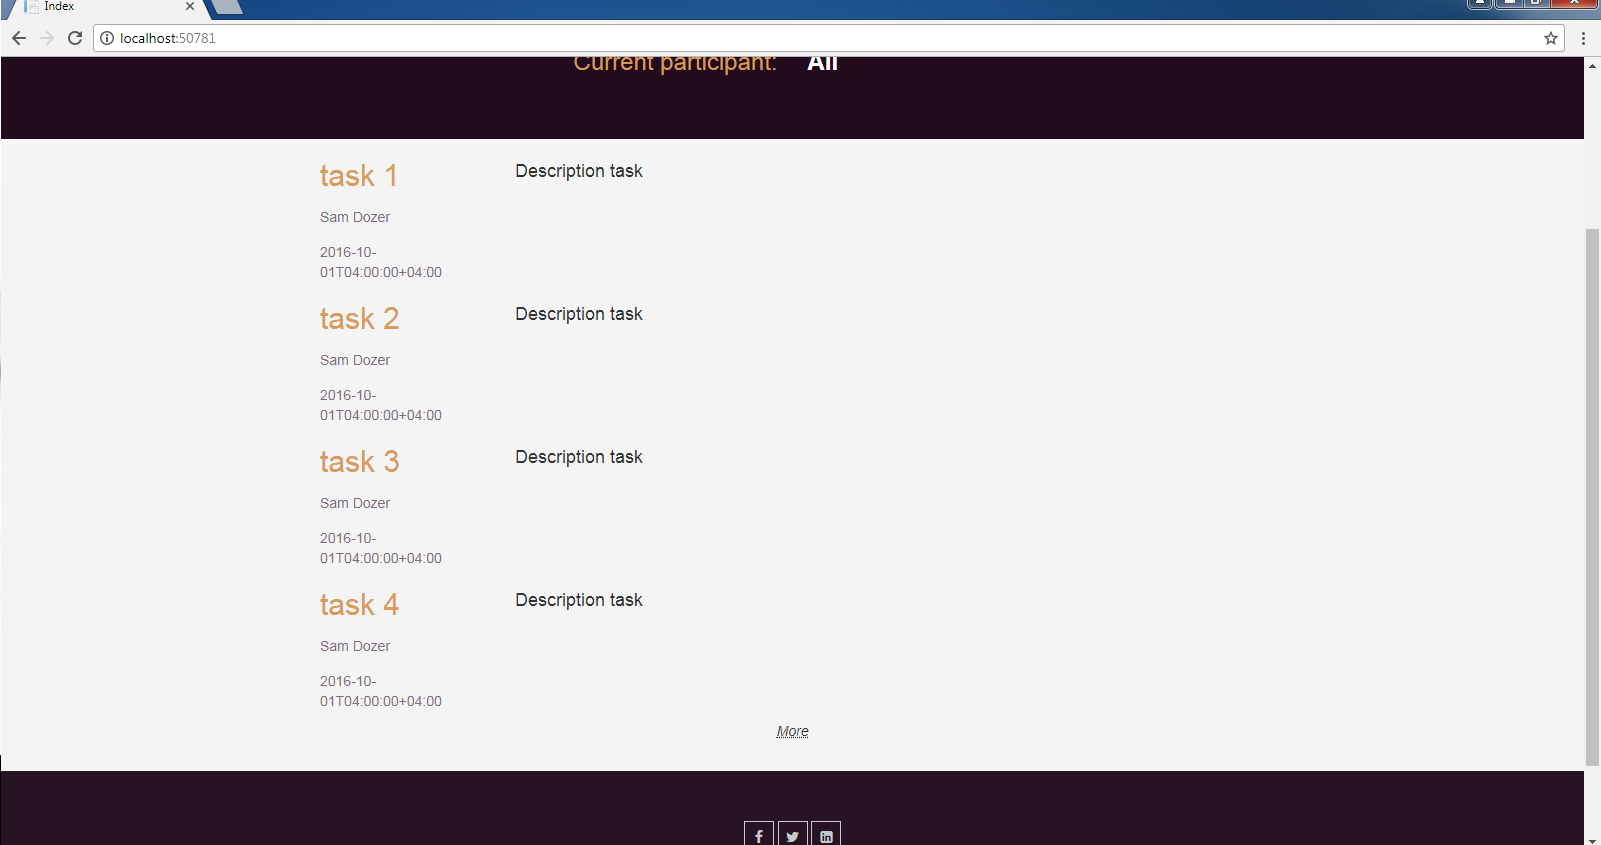 Index
localhost:50781
Current participant: All
task 1
Description task
Sam Dozer
2016-10-
01T04:00:00+04:00
task 2
Description task
Sam Dozer
2016-10-
01T04:00:00+04:00
task 3
Description task
Sam Dozer
2016-10-
01T04:00:00+04:00
task 4
Description task
Sam Dozer
2016-10-
01T04:00:00+04:00
More